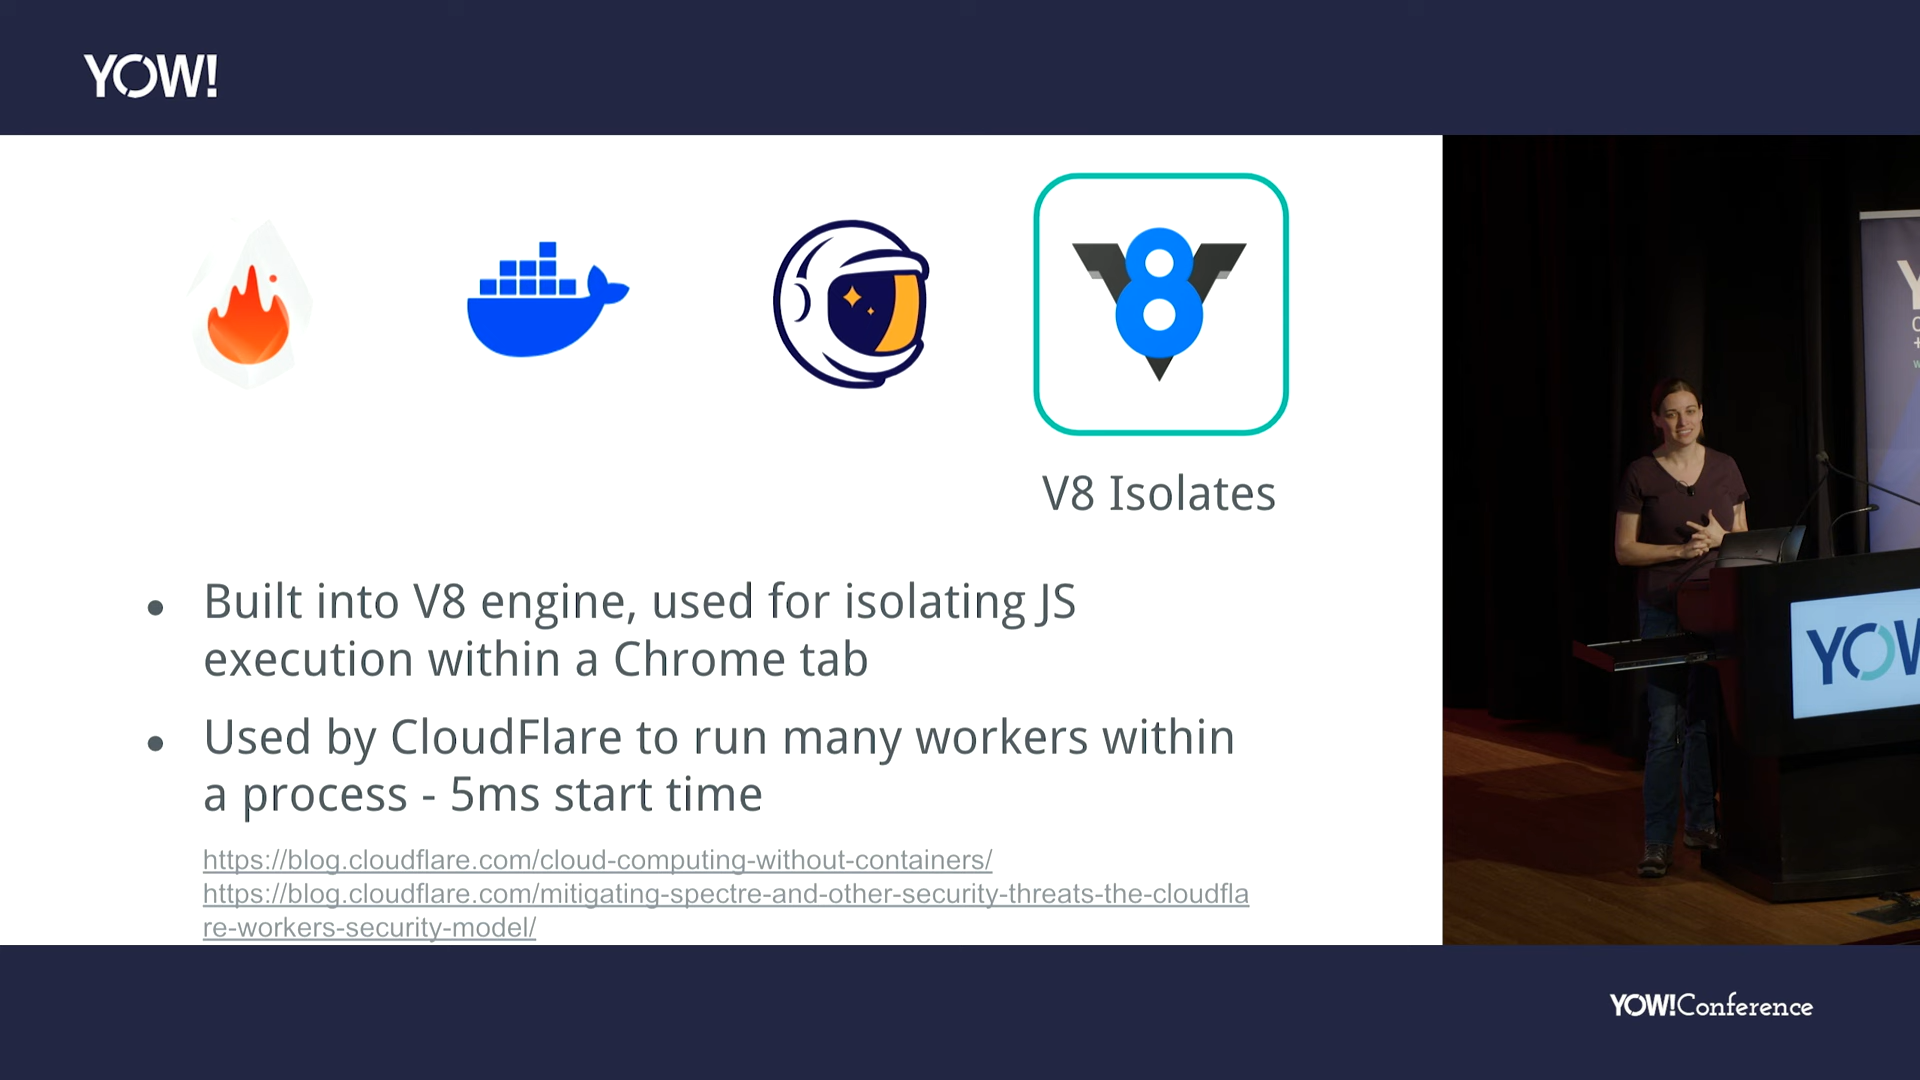 YOW!
8
V8 Isolates
• Built into V8 engine, used for isolating JS
execution within a Chrome tab
• Used by CloudFlare to run many workers within
a process - 5ms start time
https://blog.cloudflare.com/cloud-computing-without-containers/
https://blog.cloudflare.com/mitigating-spectre-and-other-security-threats-the-cloudfla
re-workers-security-model/
YOW
YOW!Conference